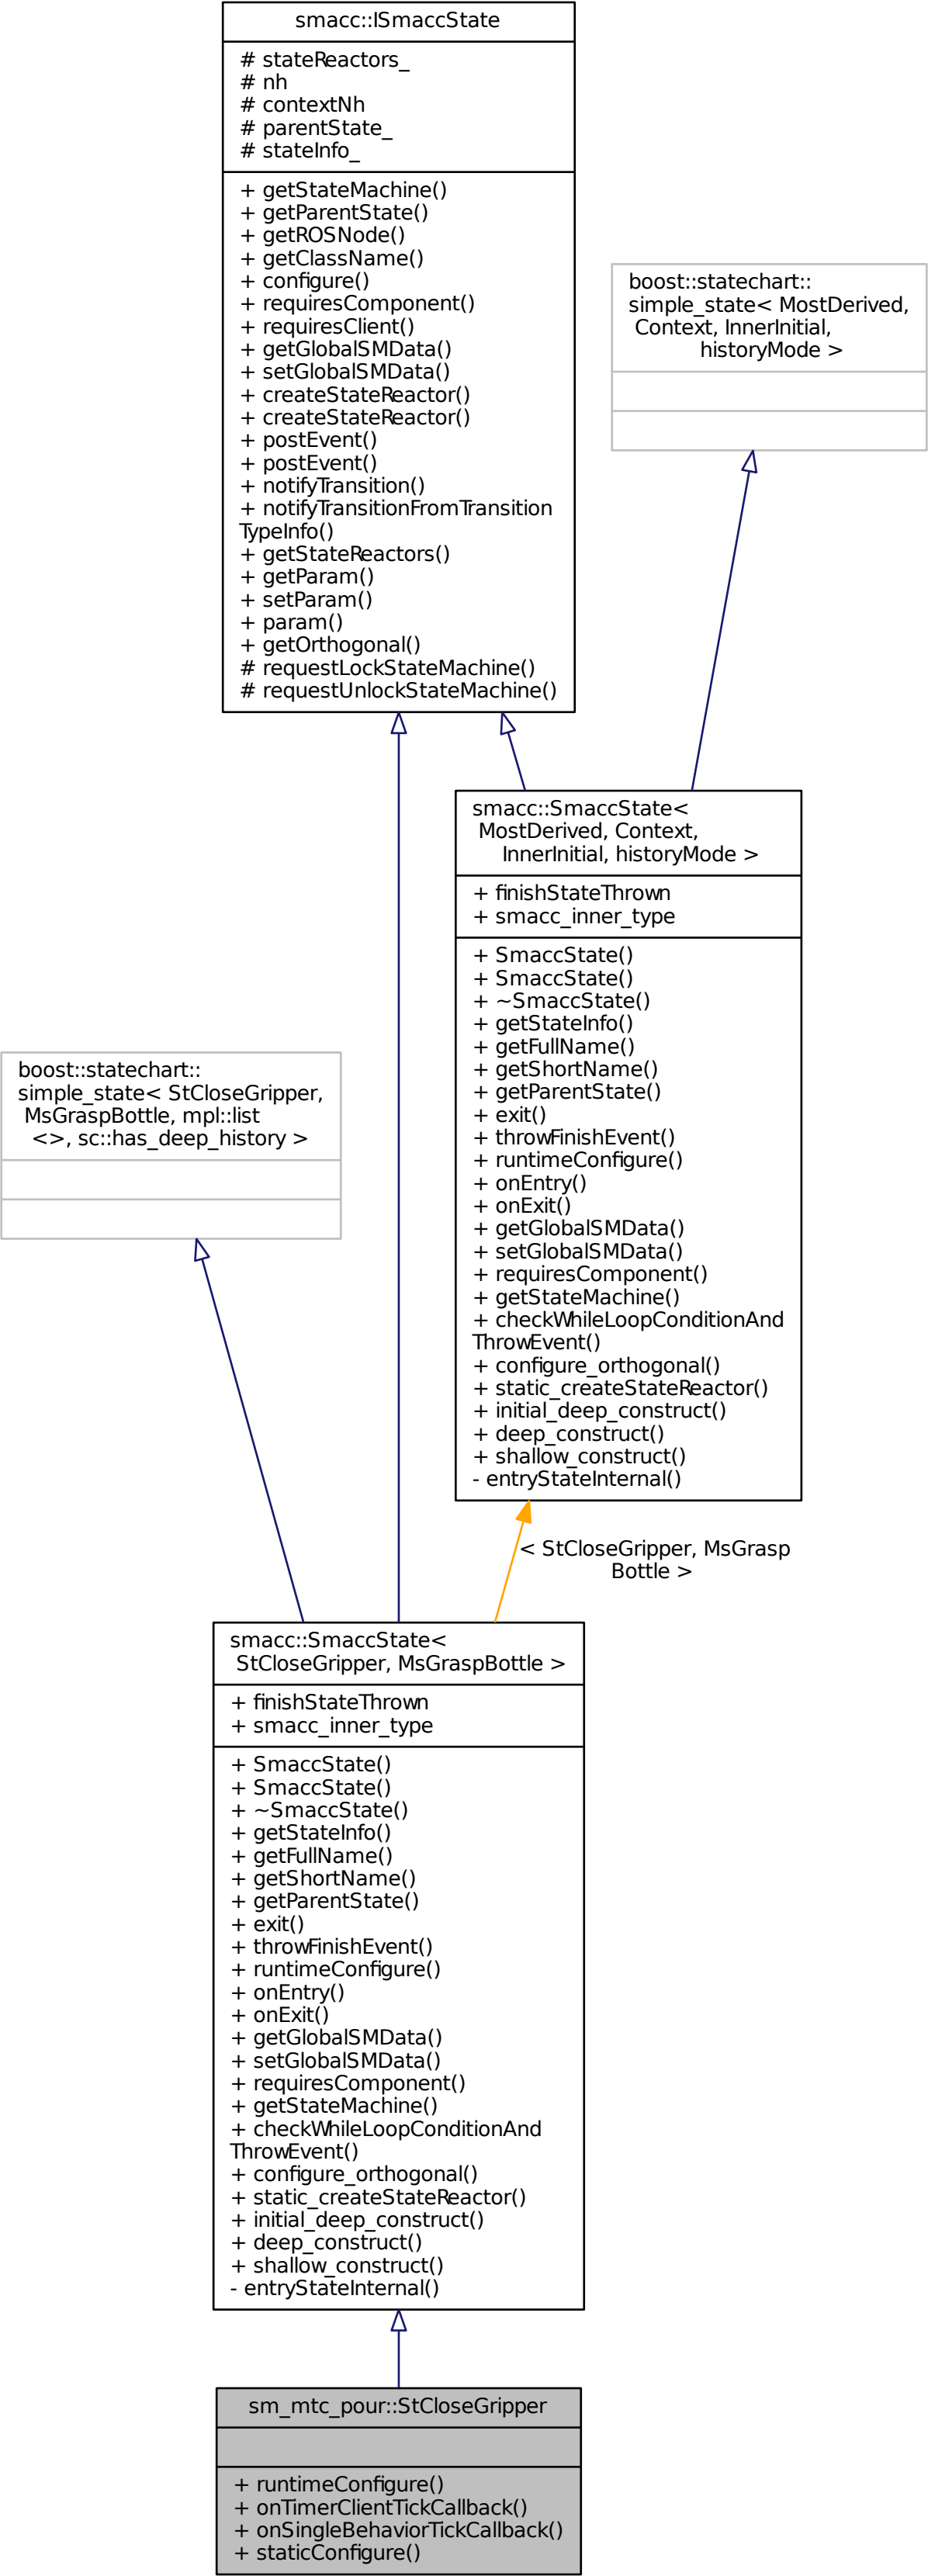 smacc::ISmaccState
# stateReactors_
# nh
# contextNh
# parentState_
# stateInfo_
+ getStateMachine()
+ getParentState()
+ getROSNode()
+ getClassName()
+ configure()
+ requiresComponent()
+ requiresClient()
+ getGlobalSMData()
+ setGlobalSMData()
+ createStateReactor()
+ createStateReactor()
+ postEvent()
+ postEvent()
+ notifyTransition()
+ notifyTransitionFromTransition
TypeInfo()
+ getStateReactors()
+ getParam()
+ setParam()
+ param()
+ getOrthogonal()
# requestLockStateMachine()
# requestUnlockStateMachine()
boost::statechart::
simple_state< MostDerived,
Context, InnerInitial,
historyMode >
smacc::SmaccState<
MostDerived, Context,
InnerInitial, historyMode >
+ finishStateThrown
+ smacc_inner_type
+ SmaccState()
+ SmaccState()
+ ~SmaccState()
+ getStateInfo()
+ getFullName()
+ getShortName()
+ getParentState()
+ exit()
+ throwFinishEvent()
+ runtimeConfigure()
+ onEntry()
+ onExit()
+ getGlobalSMData()
+ setGlobalSMData()
+ requiresComponent()
+ getStateMachine()
+ checkWhileLoopConditionAnd
ThrowEvent()
+ configure_orthogonal()
+ static_createStateReactor()
+ initial_deep_construct()
+ deep_construct()
+ shallow_construct()
- entryStateInternal()
boost::statechart::
simple_state< StCloseGripper,
MsGraspBottle, mpl::list
<>, sc::has_deep_history >
< StCloseGripper, MsGrasp
Bottle >
smacc::SmaccState<
StCloseGripper, MsGraspBottle >
+ finishStateThrown
+ smacc_inner_type
+ SmaccState()
+ SmaccState()
+ ~SmaccState()
+ getStateInfo()
+ getFullName()
+ getShortName()
+ getParentState()
+ exit()
+ throwFinishEvent()
+ runtimeConfigure()
+ onEntry()
+ onExit()
+ getGlobalSMData()
+ setGlobalSMData()
+ requiresComponent()
+ getStateMachine()
+ checkWhileLoopConditionAnd
ThrowEvent()
+ configure_orthogonal()
+ static_createStateReactor()
+ initial_deep_construct()
+ deep_construct()
+ shallow_construct()
- entryStateInternal()
sm_mtc_pour::StCloseGripper
+ runtimeConfigure()
+ onTimerClientTickCallback()
+ onSingleBehaviorTickCallback()
+ staticConfigure()